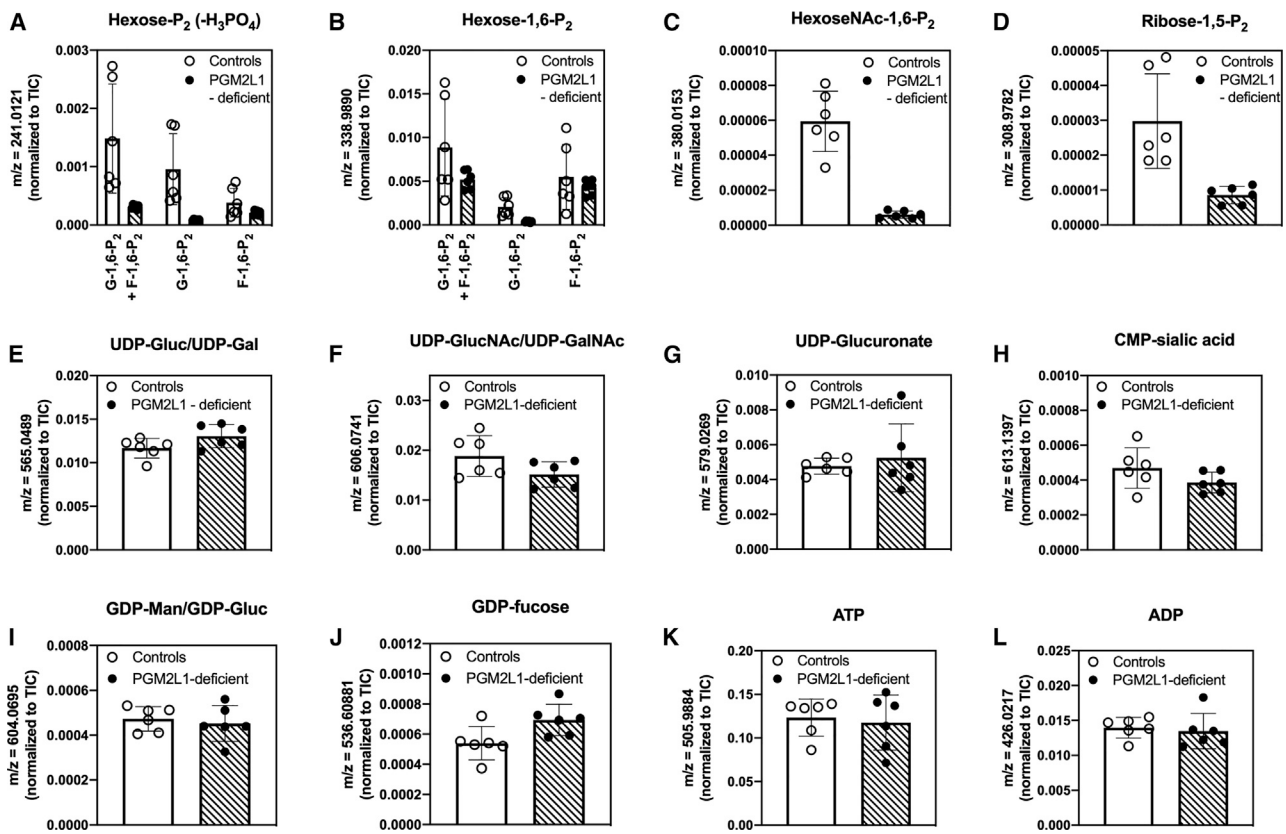 A
Hexose-P2 (-H3PO4)
m/z = 241.0121
(normalized to TIC)
0.003
0.002
0.001
0.000
Controls
PGM2L1
- deficient
G-1,6-P2
+ F-1,6-P2
G-1,6-P2
F-1,6-P2
B
Hexose-1,6-P2
m/z = 338.9890
(normalized to TIC)
0.020
0.015
0.010
0.005
0.000
Controls
PGM2L1
- deficient
G-1,6-P2
+ F-1,6-P2
G-1,6-P2
F-1,6-P2
C
HexoseNAc-1,6-P2
m/z = 380.0153
(normalized to TIC)
0.00010
0.00008
0.00006
0.00004
0.00002
0.00000
Controls
PGM2L1
- deficient
D
Ribose-1,5-P2
m/z = 308.9782
(normalized to TIC)
0.00005
0.00004
0.00003
0.00002
0.00001
0.00000
Controls
PGM2L1
- deficient
E
UDP-Gluc/UDP-Gal
m/z = 565.0489
(normalized to TIC)
0.020
0.015
0.010
0.005
0.000
Controls
PGM2L1 - deficient
F
UDP-GlucNAc/UDP-GalNAc
m/z = 606.0741
(normalized to TIC)
0.03
0.02
0.01
0.00
Controls
PGM2L1-deficient
G
UDP-Glucuronate
m/z = 579.0269
(normalized to TIC)
0.010
0.008
0.006
0.004
0.002
0.000
Controls
PGM2L1-deficient
H
CMP-sialic acid
m/z = 613.1397
(normalized to TIC)
0.0010
0.0008
0.0006
0.0004
0.0002
0.0000
Controls
PGM2L1-deficient
I
GDP-Man/GDP-Gluc
m/z = 604.0695
(normalized to TIC)
0.0008
0.0006
0.0004
0.0002
0.0000
Controls
PGM2L1-deficient
J
GDP-fucose
m/z = 536.60881
(normalized to TIC)
0.0012
0.0010
0.0008
0.0006
0.0004
0.0002
0.0000
Controls
PGM2L1-deficient
K
ATP
m/z = 505.9884
(normalized to TIC)
0.20
0.15
0.10
0.05
0.00
Controls
PGM2L1-deficient
L
ADP
m/z = 426.0217
(normalized to TIC)
0.025
0.020
0.015
0.010
0.005
0.000
Controls
PGM2L1-deficient